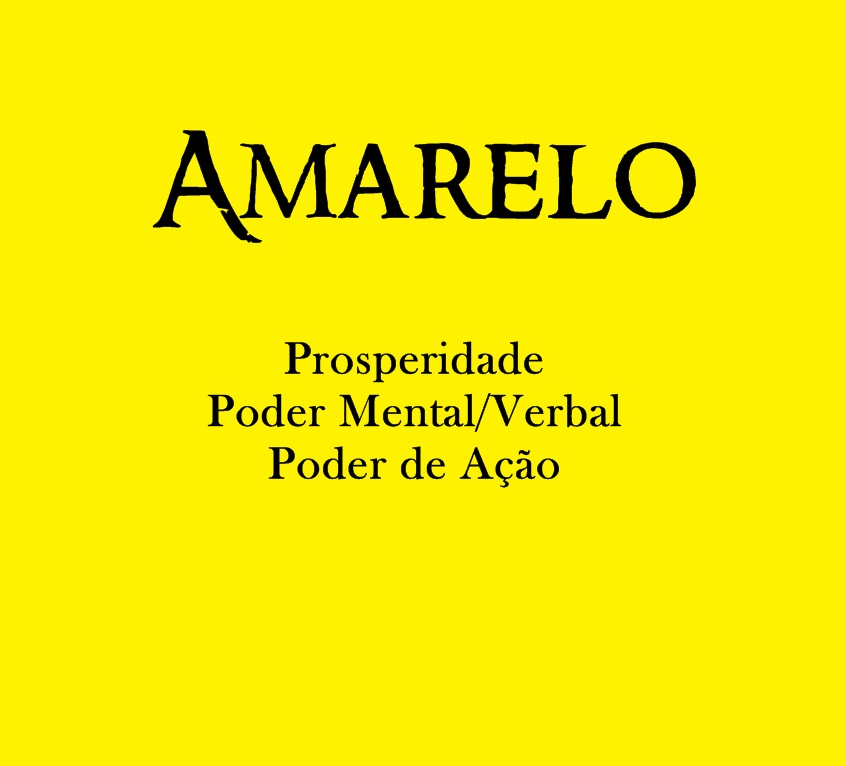 AMARELO
Prosperidade
Poder Mental/Verbal
Poder de Ação